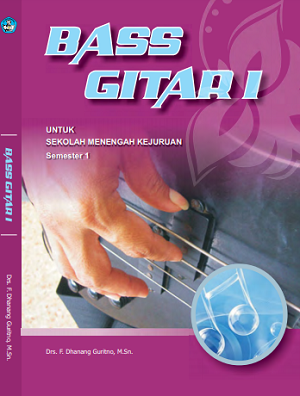 BASS
GITAR I
UNTUK
SEKOLAH MENENGAH KEJURUAN
Semester 1
Drs. F. Dhanang Guritno, M.Sn.
BASS GITAR I
Drs. F. Dhanang Guritno, M.Sn.